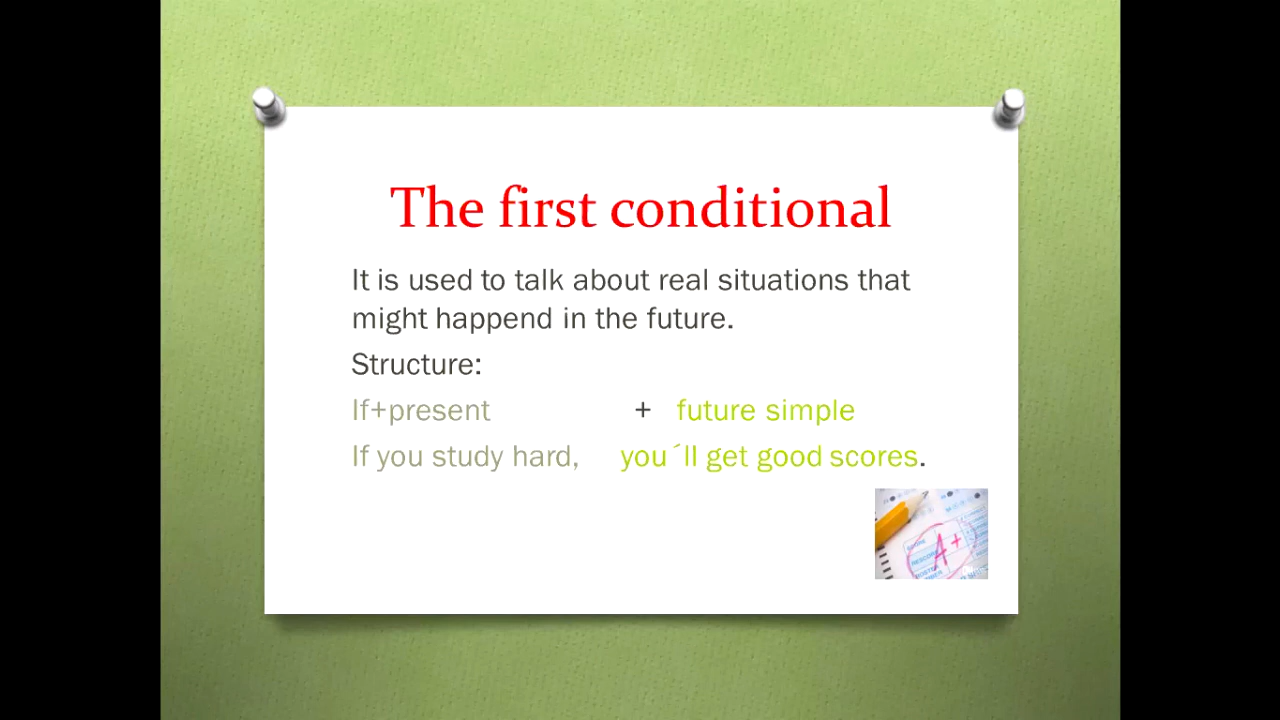 The first conditional
It is used to talk about real situations that
might happend in the future.
Structure:
If+present + future simple
If you study hard, you´ll get good scores.
A+